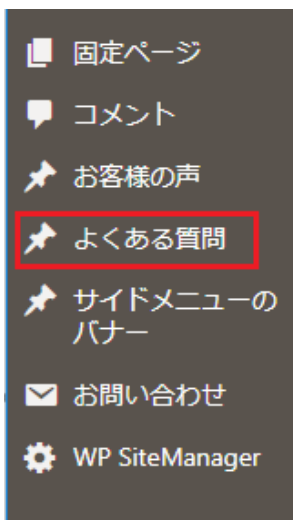 固定ページ
コメント
お客様の声
よくある質問
サイドメニューの
バナー
お問い合わせ
WP SiteManager